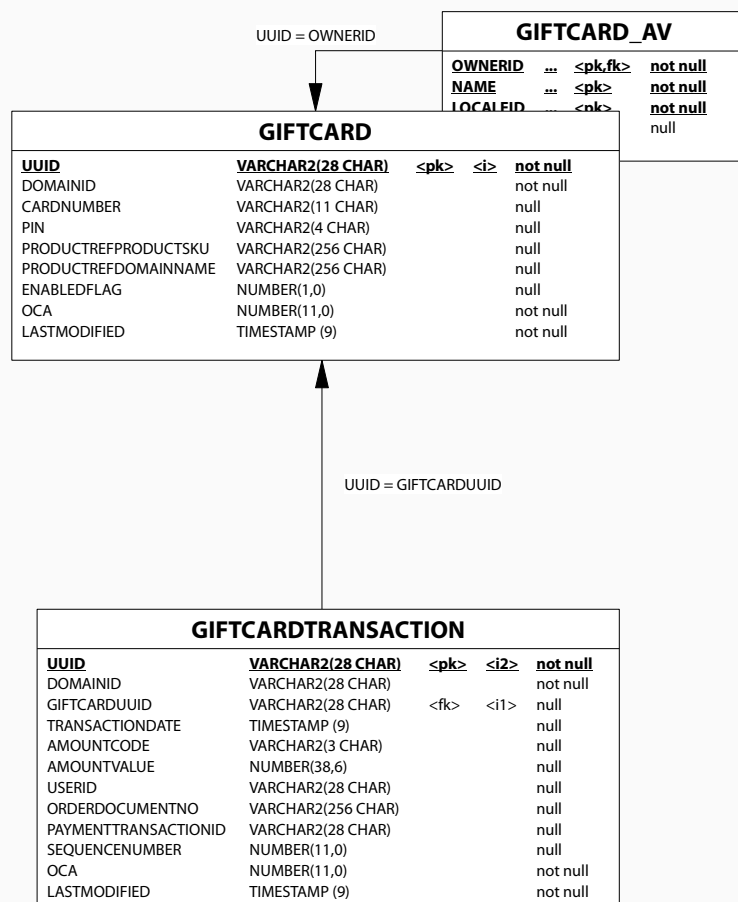 UUID = OWNERID
GIFTCARD_AV
OWNERID ... <pk,fk> not null
NAME ... <pk> not null
LOCALEID ... <pk> not null
null
GIFTCARD
UUID VARCHAR2(28 CHAR) <pk> <i> not null
DOMAINID VARCHAR2(28 CHAR) not null
CARDNUMBER VARCHAR2(11 CHAR) null
PIN VARCHAR2(4 CHAR) null
PRODUCTREFPRODUCTSKU VARCHAR2(256 CHAR) null
PRODUCTREFDOMAINNAME VARCHAR2(256 CHAR) null
ENABLEDFLAG NUMBER(1,0) null
OCA NUMBER(11,0) not null
LASTMODIFIED TIMESTAMP (9) not null
UUID = GIFTCARDUUID
GIFTCARDTRANSACTION
UUID VARCHAR2(28 CHAR) <pk> <i2> not null
DOMAINID VARCHAR2(28 CHAR) not null
GIFTCARDUUID VARCHAR2(28 CHAR) <fk> <i1> null
TRANSACTIONDATE TIMESTAMP (9) null
AMOUNTCODE VARCHAR2(3 CHAR) null
AMOUNTVALUE NUMBER(38,6) null
USERID VARCHAR2(28 CHAR) null
ORDERDOCUMENTNO VARCHAR2(256 CHAR) null
PAYMENTTRANSACTIONID VARCHAR2(28 CHAR) null
SEQUENCENUMBER NUMBER(11,0) null
OCA NUMBER(11,0) not null
LASTMODIFIED TIMESTAMP (9) not null